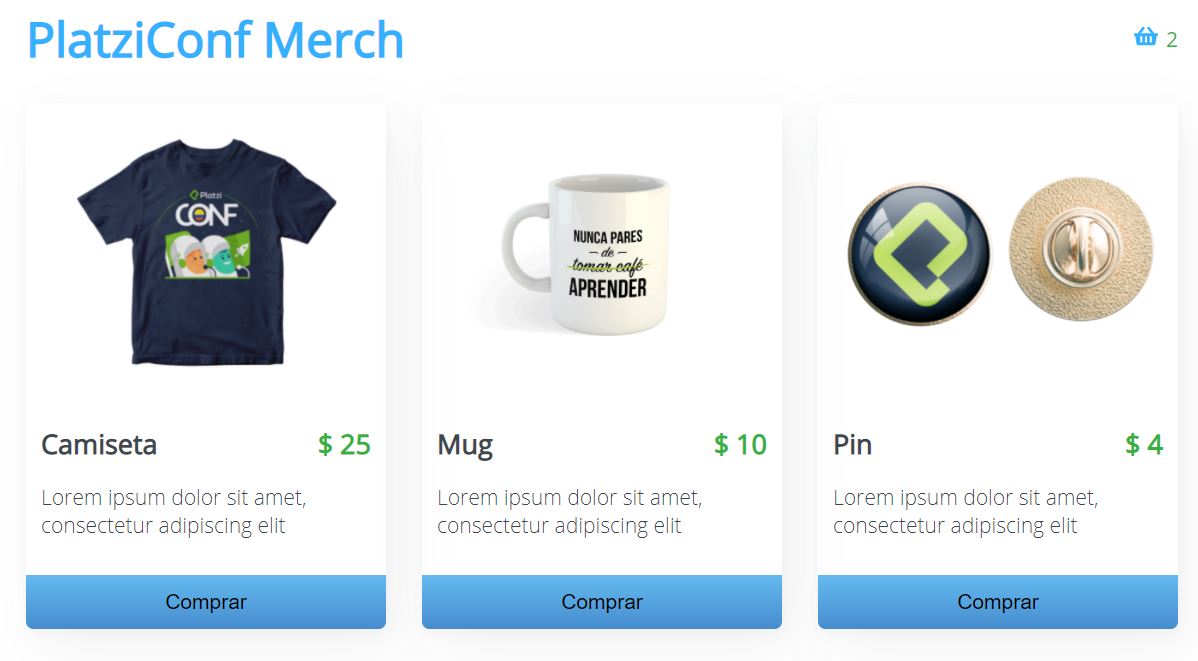 PlatziConf Merch
2
Platzi
CONF
NUNCA PARES
de
tomar café
APRENDER
Camiseta
$ 25
Mug
$ 10
Pin
$ 4
Lorem ipsum dolor sit amet,
consectetur adipiscing elit
Lorem ipsum dolor sit amet,
consectetur adipiscing elit
Lorem ipsum dolor sit amet,
consectetur adipiscing elit
Comprar
Comprar
Comprar